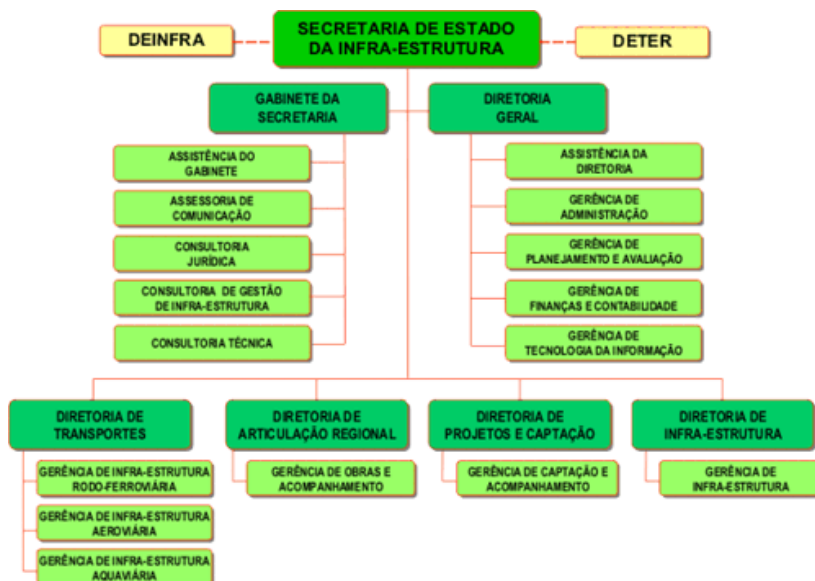 DEINFRA
SECRETARIA DE ESTADO
DA INFRA-ESTRUTURA
DETER
GABINETE DA
SECRETARIA
DIRETORIA
GERAL
ASSISTÊNCIA DO
GABINETE
ASSESSORIA DE
COMUNICAÇÃO
CONSULTORIA
JURÍDICA
CONSULTORIA DE GESTÃO
DE INFRA-ESTRUTURA
CONSULTORIA TÉCNICA
ASSISTÊNCIA DA
DIRETORIA
GERÊNCIA DE
ADMINISTRAÇÃO
GERÊNCIA DE
PLANEJAMENTO E AVALIAÇÃO
GERÊNCIA DE
FINANÇAS E CONTABILIDADE
GERÊNCIA DE
TECNOLOGIA DA INFORMAÇÃO
DIRETORIA DE
TRANSPORTES
GERÊNCIA DE INFRA-ESTRUTURA
RODO-FERROVIÁRIA
GERÊNCIA DE INFRA-ESTRUTURA
AEROVIÁRIA
GERÊNCIA DE INFRA-ESTRUTURA
AQUAVIÁRIA
DIRETORIA DE
ARTICULAÇÃO REGIONAL
GERÊNCIA DE OBRAS E
ACOMPANHAMENTO
DIRETORIA DE
PROJETOS E CAPTAÇÃO
GERÊNCIA DE CAPTAÇÃO E
ACOMPANHAMENTO
DIRETORIA DE
INFRA-ESTRUTURA
GERÊNCIA DE
INFRA-ESTRUTURA